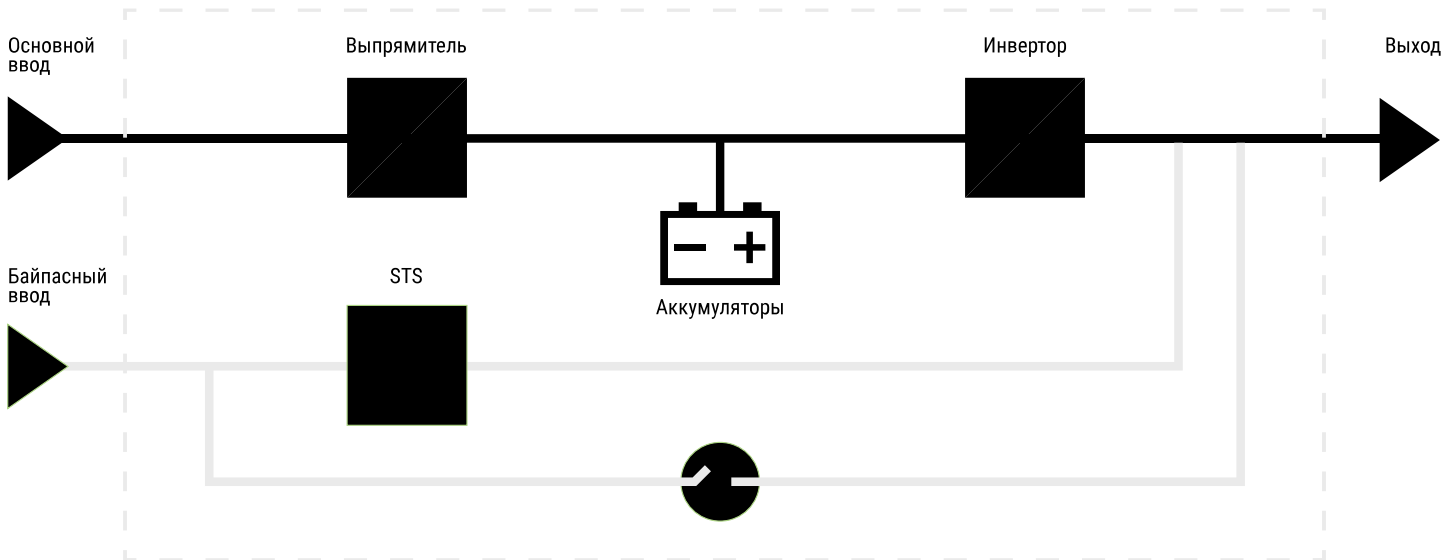 Основной
ввод
Выпрямитель
Инвертор
Выход
Байпасный
ввод
STS
Аккумуляторы